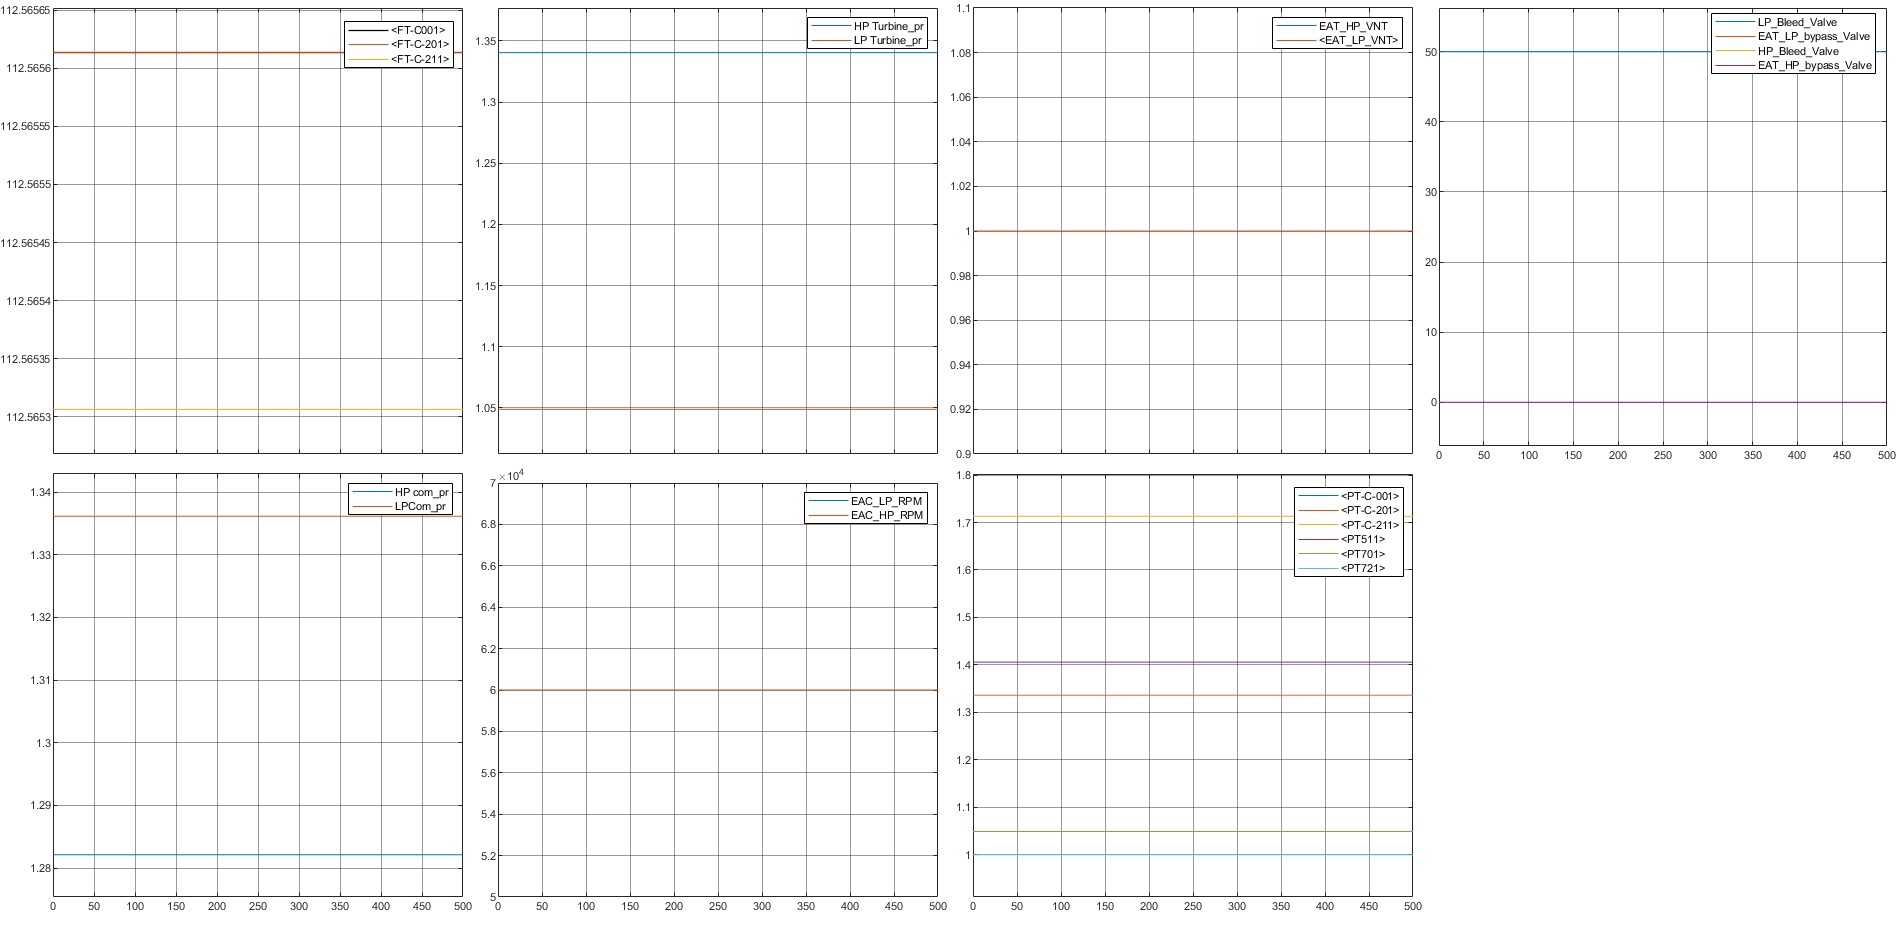 112.56565
112.5656
112.56555
112.5655
112.56545
112.5654
112.56535
112.5653
<FT-C001>
<FT-C-201>
<FT-C-211>
1.35
1.3
1.25
1.2
1.15
1.1
1.05
HP Turbine_pr
LP Turbine_pr
1.1
1.08
1.06
1.04
1.02
1
0.98
0.96
0.94
0.92
0.9
EAT_HP_VNT
<EAT_LP_VNT>
50
40
30
20
10
0
LP_Bleed_Valve
EAT_LP_bypass_Valve
HP_Bleed_Valve
EAT_HP_bypass_Valve
0 50 100 150 200 250 300 350 400 450 500
1.34
1.33
1.32
1.31
1.3
1.29
1.28
HP com_pr
LPCom_pr
0 50 100 150 200 250 300 350 400 450 500
7 ×10⁴
6.8
6.6
6.4
6.2
6
5.8
5.6
5.4
5.2
5
EAC_LP_RPM
EAC_HP_RPM
0 50 100 150 200 250 300 350 400 450 500
1.8
1.7
1.6
1.5
1.4
1.3
1.2
1.1
1
<PT-C-001>
<PT-C-201>
<PT-C-211>
<PT511>
<PT701>
<PT721>
0 50 100 150 200 250 300 350 400 450 500